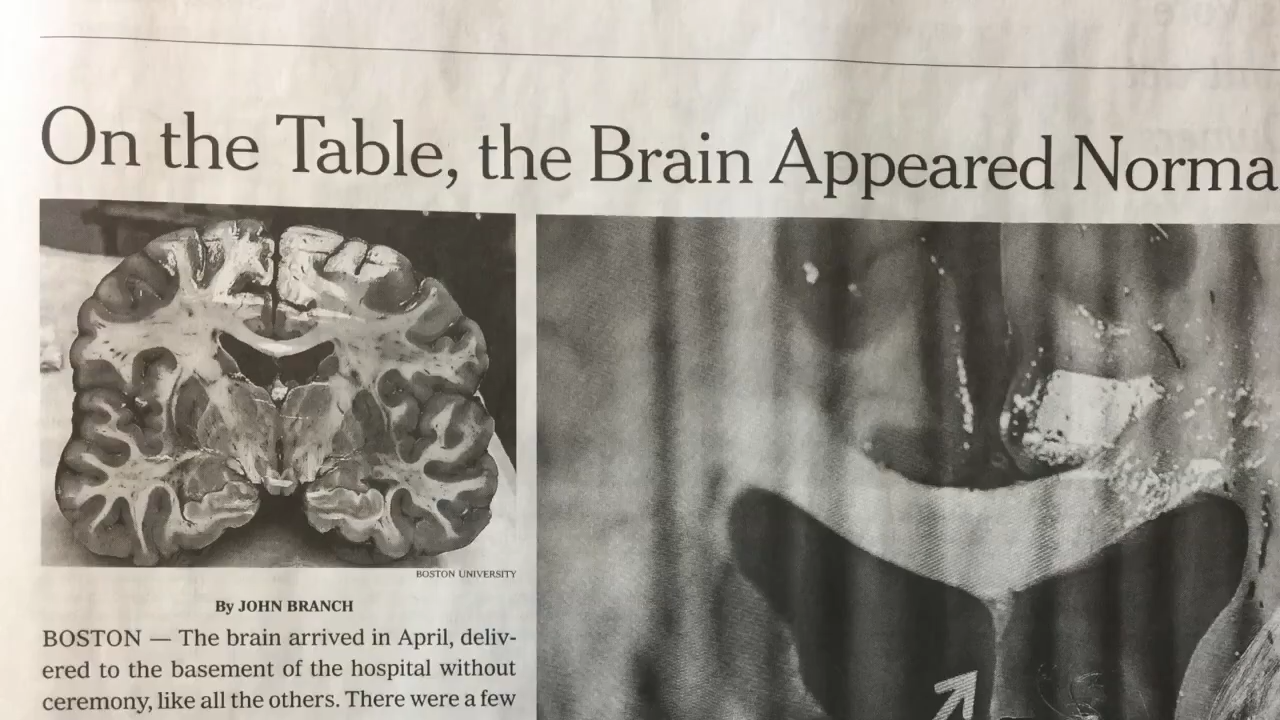 On the Table, the Brain Appeared Norma
BOSTON UNIVERSITY
By JOHN BRANCH
BOSTON — The brain arrived in April, deliv-
ered to the basement of the hospital without
ceremony, like all the others. There were a few